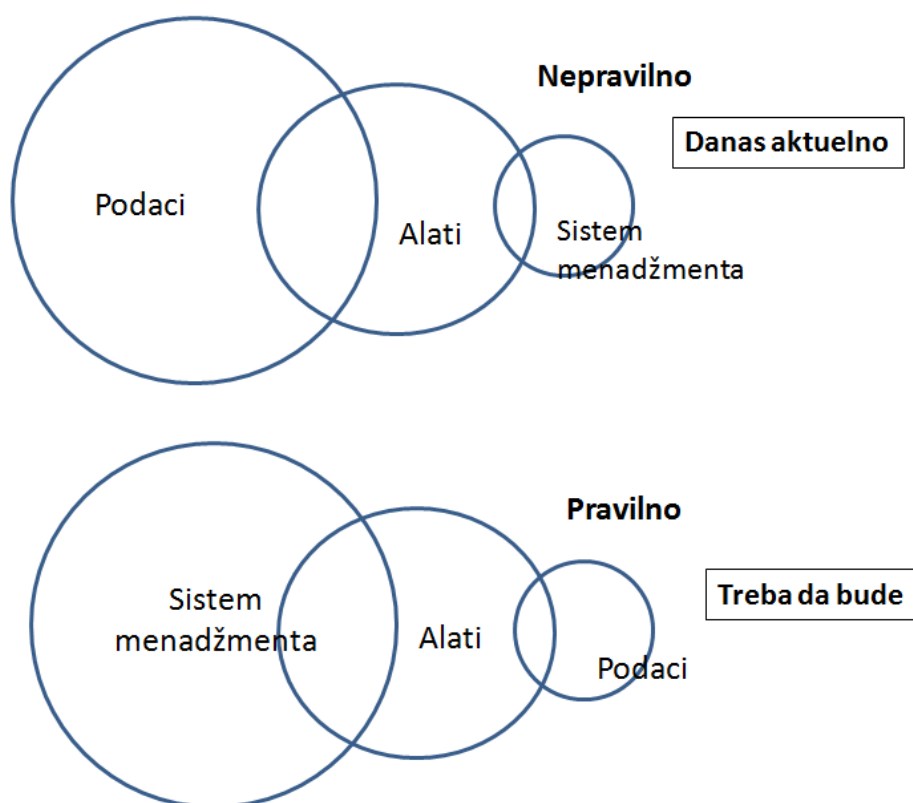 Nepravilno
Danas aktuelno
Podaci
Alati
Sistem
menadžmenta
Pravilno
Treba da bude
Sistem
menadžmenta
Alati
Podaci